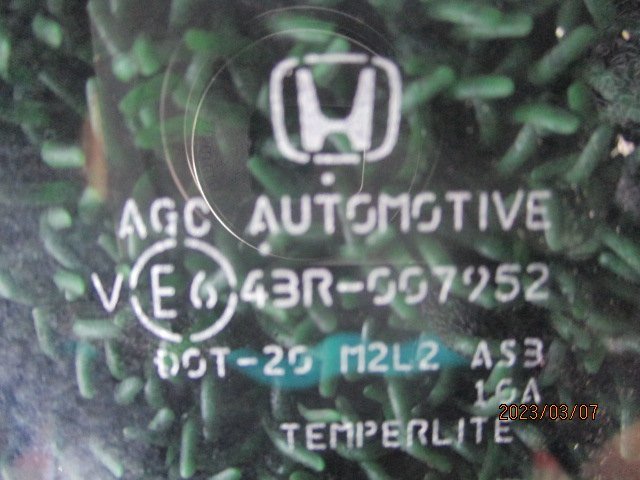 AGC AUTOMOTIVE
V E6 43R-007952
DOT-20 M2L2 AS3
16A
2023/03/07
TEMPERLITE